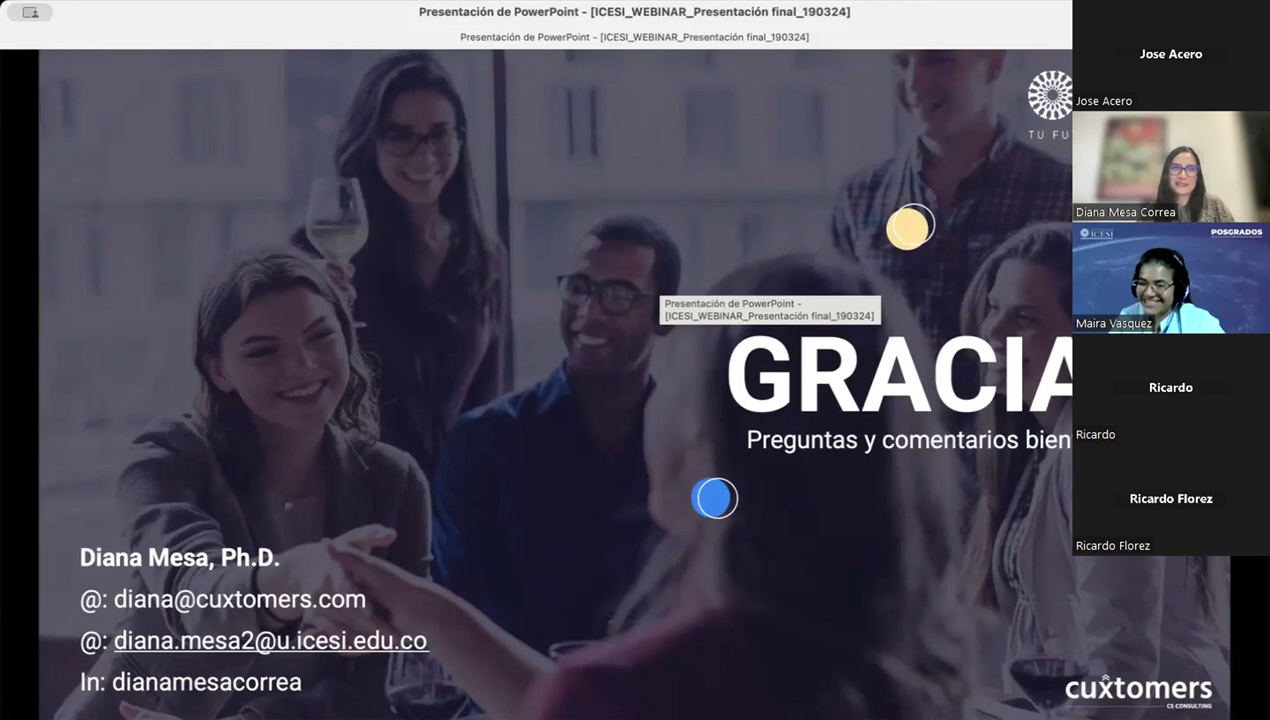 Presentación de PowerPoint - [ICESI_WEBINAR_Presentación final_190324]
Presentación de PowerPoint - [ICESI_WEBINAR_Presentación final_190324]
Jose Acero
Jose Acero
TU FU
Diana Mesa Correa
ICESI
POSGRADOS
Maira Vasquez
Presentación de PowerPoint -
[ICESI_WEBINAR_Presentación final_190324]
GRACIA
Preguntas y comentarios bien
Ricardo
Ricardo
Ricardo Florez
Ricardo Florez
Diana Mesa, Ph.D.
@: diana@cuxtomers.com
@: diana.mesa2@u.icesi.edu.co
In: dianamesacorrea
cuxtomers
CS CONSULTING